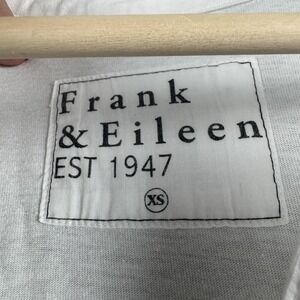 Frank
& Eileen
EST 1947
XS